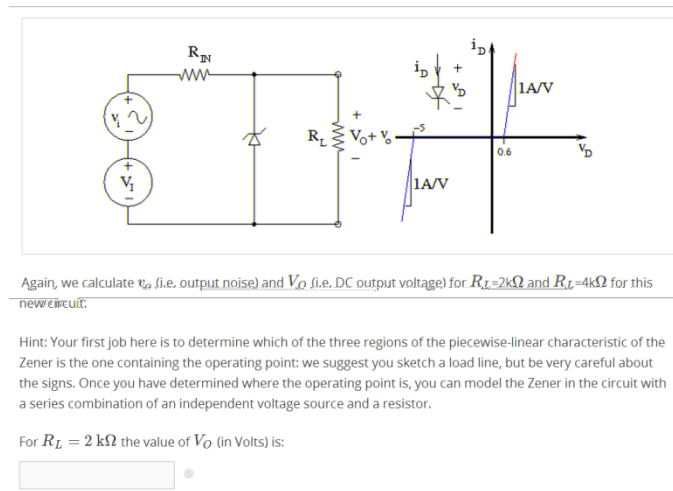 R_IN
i_D
i_D
+
v_D
−
1A/V
+
v_i
−
+
V_I
−
R_L
+
V_O + v_o
−
-5
0.6
v_D
1A/V
Again, we calculate v_o (i.e. output noise) and V_O (i.e. DC output voltage) for R_L=2kΩ and R_L=4kΩ for this
new circuit.
Hint: Your first job here is to determine which of the three regions of the piecewise-linear characteristic of the
Zener is the one containing the operating point: we suggest you sketch a load line, but be very careful about
the signs. Once you have determined where the operating point is, you can model the Zener in the circuit with
a series combination of an independent voltage source and a resistor.
For R_L = 2 kΩ the value of V_O (in Volts) is: